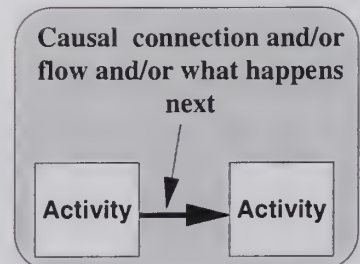 Causal connection and/or
flow and/or what happens
next
Activity Activity